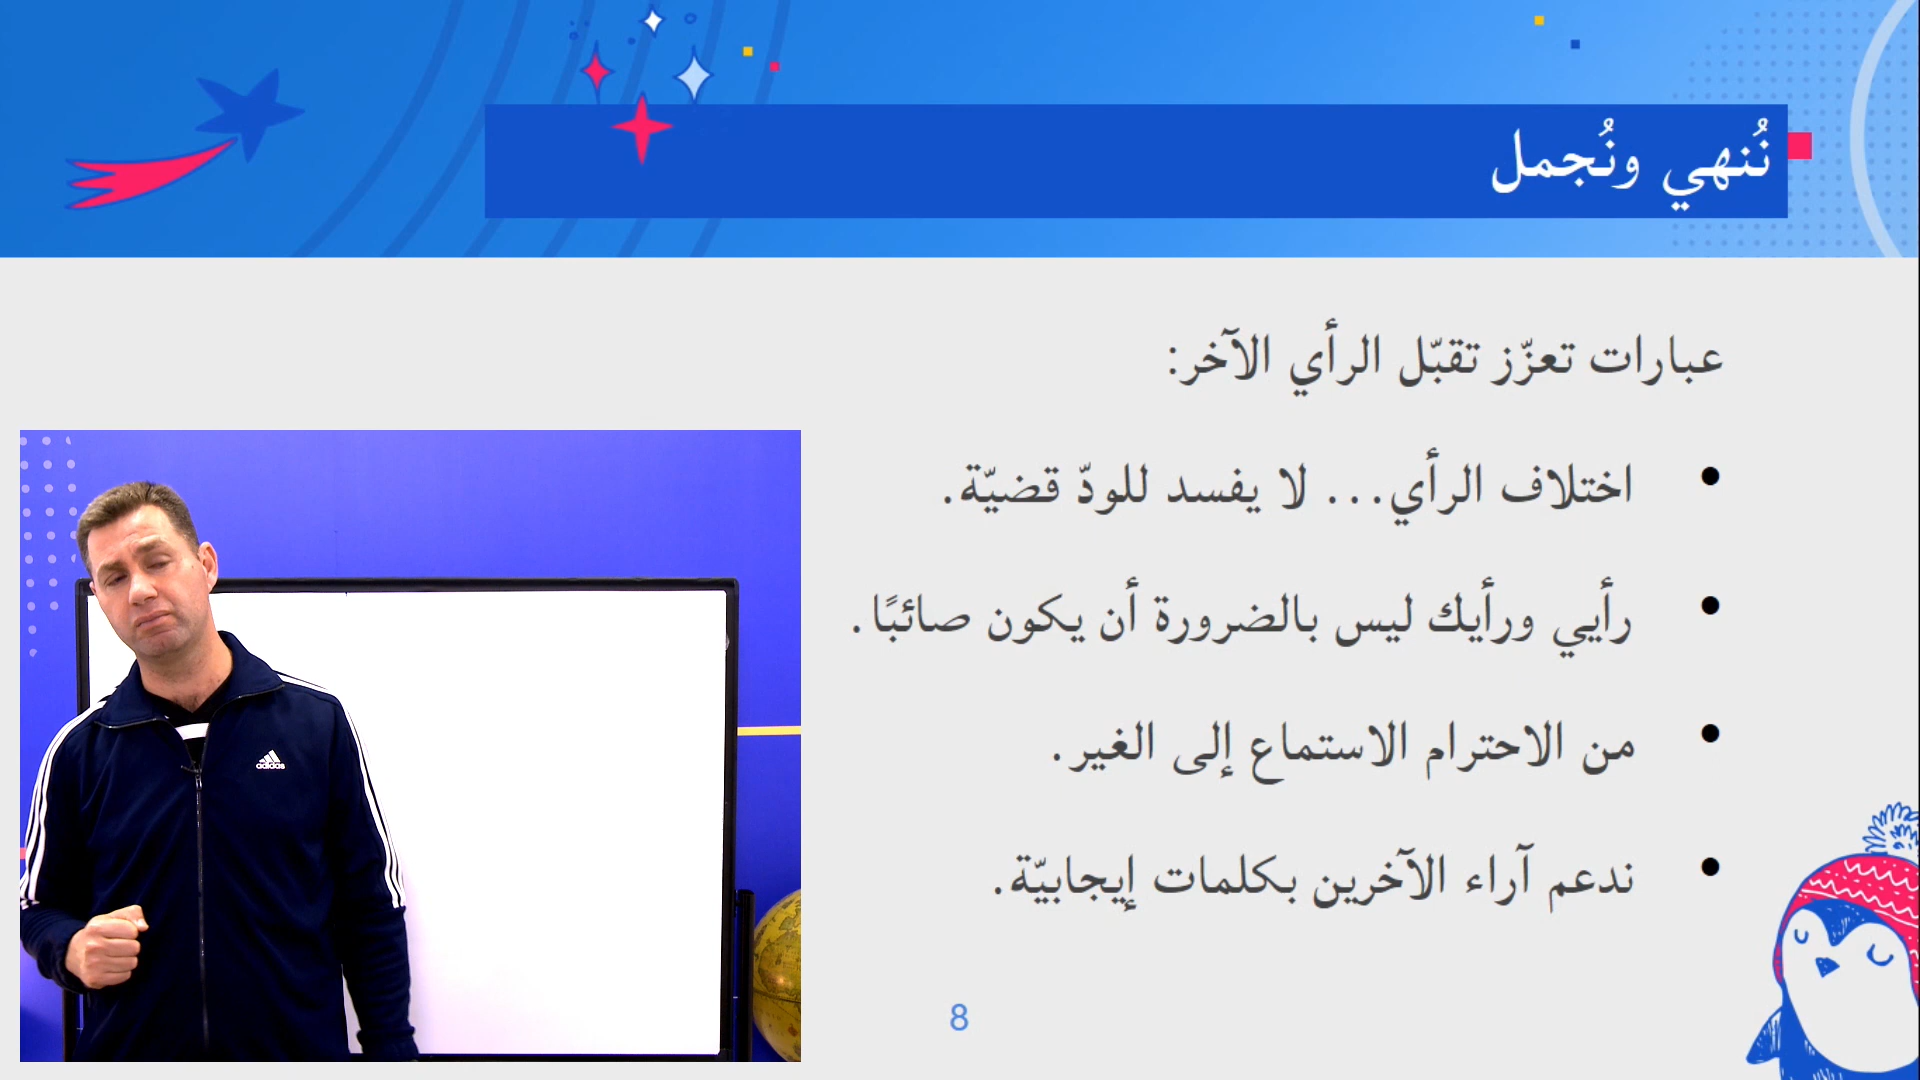 نُنهي ونُجمل
عبارات تعزّز تقبّل الرأي الآخر:
اختلاف الرأي... لا يفسد للودّ قضيّة.
رأيي ورأيك ليس بالضرورة أن يكون صائبًا.
من الاحترام الاستماع إلى الغير.
ندعم آراء الآخرين بكلمات إيجابيّة.
adidas
8